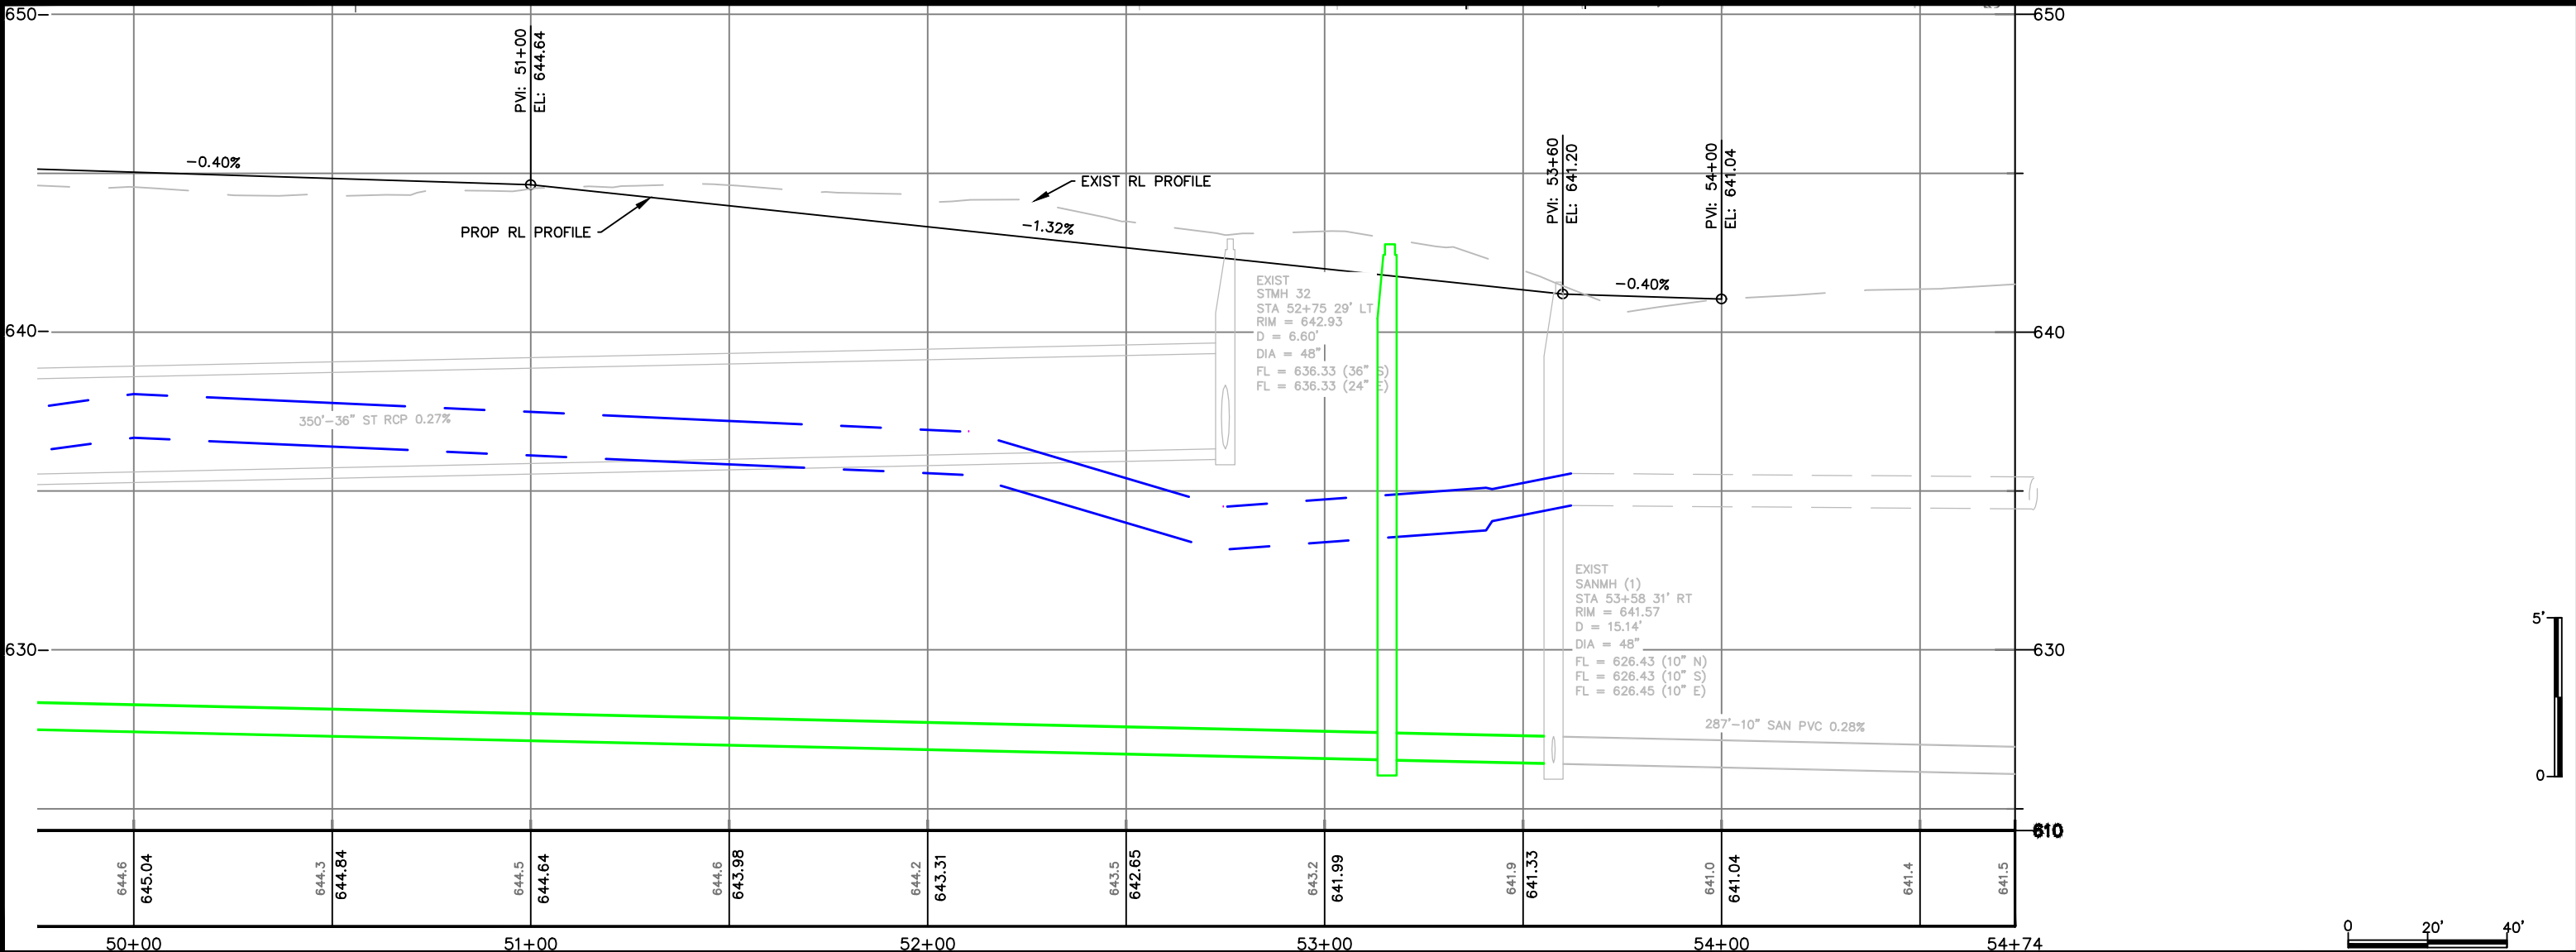 650
650
PVI: 51+00
EL: 644.64
-0.40%
EXIST RL PROFILE
PROP RL PROFILE
-1.32%
PVI: 53+60
EL: 641.20
PVI: 54+00
EL: 641.04
-0.40%
EXIST
STMH 32
STA 52+75 29' LT
RIM = 642.93
D = 6.60'
DIA = 48"
FL = 636.33 (36" S)
FL = 636.33 (24" E)
640
640
350'-36" ST RCP 0.27%
EXIST
SANMH (1)
STA 53+58 31' RT
RIM = 641.57
D = 15.14'
DIA = 48"
FL = 626.43 (10" N)
FL = 626.43 (10" S)
FL = 626.45 (10" E)
630
630
287'-10" SAN PVC 0.28%
5'
0
610
644.6
645.04
644.3
644.84
644.5
644.64
644.6
643.98
644.2
643.31
643.5
642.65
643.2
641.99
641.9
641.33
641.0
641.04
641.4
641.5
50+00
51+00
52+00
53+00
54+00
54+74
0 20' 40'